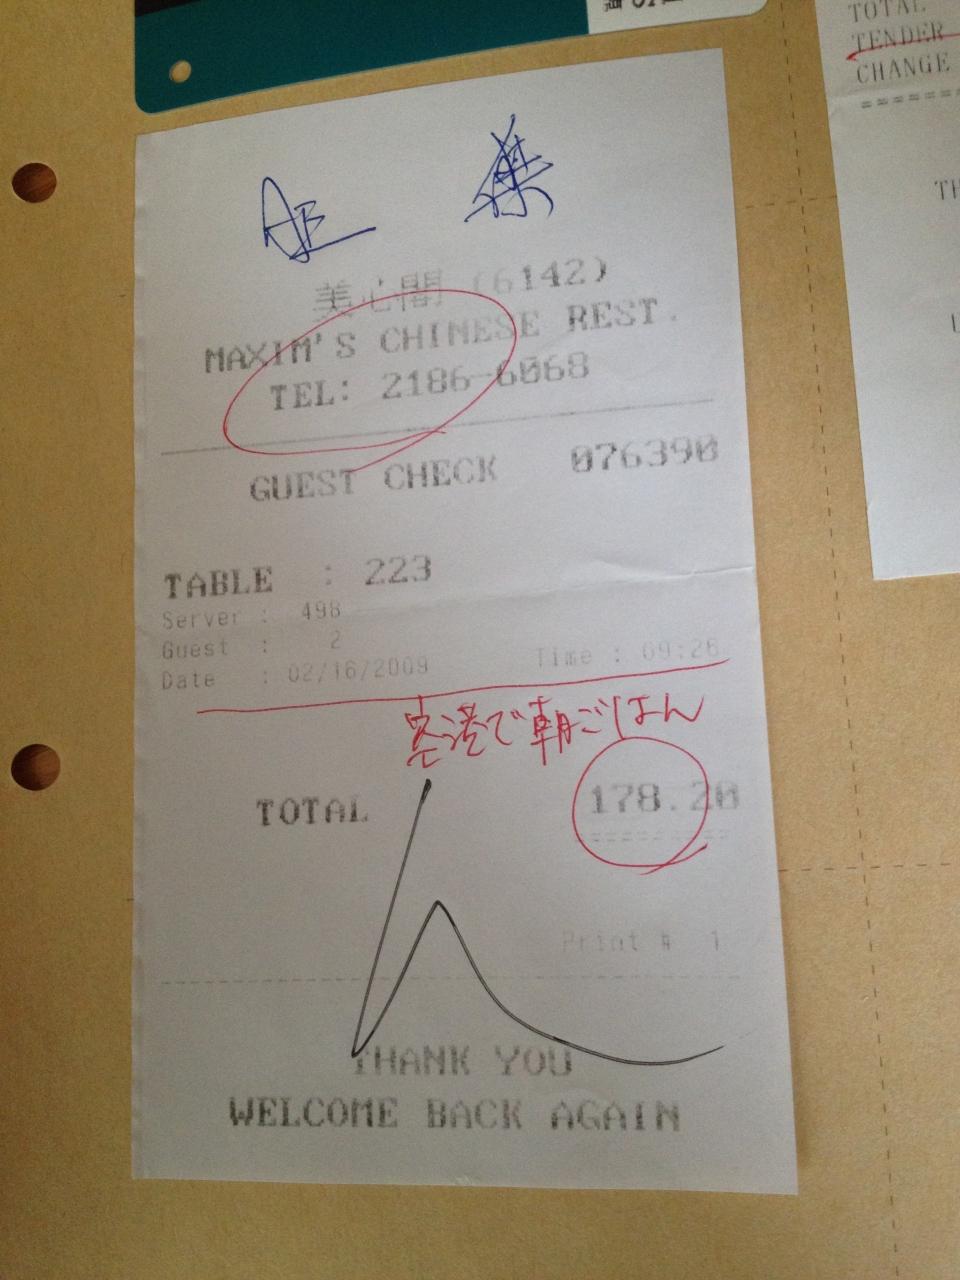 美心閣 (6142)
MAXIM'S CHINESE REST.
TEL: 2186-6068
GUEST CHECK 076390
TABLE : 223
Server : 498
Guest : 2
Date : 02/16/2009 Time : 09:26
空港で朝ごはん
TOTAL 178.20
Print # 1
THANK YOU
WELCOME BACK AGAIN
TOTAL
TENDER
CHANGE